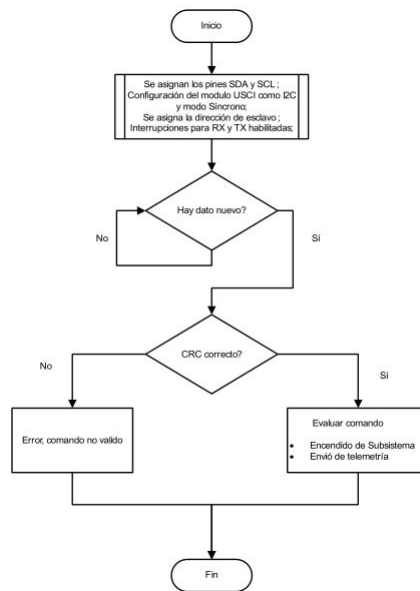 Inicio
Se asignan los pines SDA y SCL ;
Configuración del modulo USCI como I2C
y modo Síncrono;
Se asigna la dirección de esclavo ;
Interrupciones para RX y TX habilitadas;
Hay dato nuevo?
No
Sí
CRC correcto?
No
Sí
Error, comando no valido
Evaluar comando
• Encendido de Subsistema
• Envió de telemetría
Fin